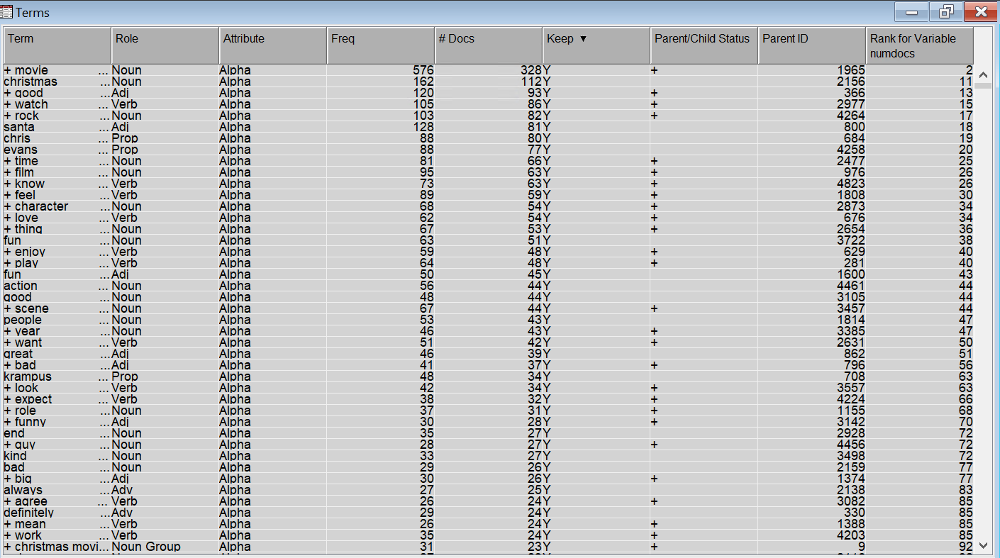 Terms
Term Role Attribute Freq # Docs Keep ▼ Parent/Child Status Parent ID Rank for Variable numdocs
+ movie ... Noun Alpha 576 328 Y + 1965 2
christmas ... Noun Alpha 162 112 Y 2156 11
+ good ... Adj Alpha 120 93 Y + 366 13
+ watch ... Verb Alpha 105 86 Y + 2977 15
+ rock ... Noun Alpha 103 82 Y + 4264 17
santa ... Adj Alpha 128 81 Y 800 18
chris ... Prop Alpha 88 80 Y 684 19
evans ... Prop Alpha 88 77 Y 4258 20
+ time ... Noun Alpha 81 66 Y + 2477 25
+ film ... Noun Alpha 95 63 Y + 976 26
+ know ... Verb Alpha 73 63 Y + 4823 26
+ feel ... Verb Alpha 89 59 Y + 1808 30
+ character ... Noun Alpha 68 54 Y + 2873 34
+ love ... Verb Alpha 62 54 Y + 676 34
+ thing ... Noun Alpha 67 53 Y + 2654 36
fun ... Noun Alpha 63 51 Y 3722 38
+ enjoy ... Verb Alpha 59 48 Y + 629 40
+ play ... Verb Alpha 64 48 Y + 281 40
fun ... Adj Alpha 50 45 Y 1600 43
action ... Noun Alpha 56 44 Y 4461 44
good ... Noun Alpha 48 44 Y 3105 44
+ scene ... Noun Alpha 67 44 Y + 3457 44
people ... Noun Alpha 53 43 Y 1814 47
+ year ... Noun Alpha 46 43 Y + 3385 47
+ want ... Verb Alpha 51 42 Y + 2631 50
great ... Adj Alpha 46 39 Y 862 51
+ bad ... Adj Alpha 41 37 Y + 796 56
krampus ... Prop Alpha 48 34 Y 708 63
+ look ... Verb Alpha 42 34 Y + 3557 63
+ expect ... Verb Alpha 38 32 Y + 4224 66
+ role ... Noun Alpha 37 31 Y + 1155 68
+ funny ... Adj Alpha 30 28 Y + 3142 70
end ... Noun Alpha 35 27 Y 2928 72
+ guy ... Noun Alpha 28 27 Y + 4456 72
kind ... Noun Alpha 33 27 Y 3498 72
bad ... Noun Alpha 29 26 Y 2159 77
+ big ... Adj Alpha 30 26 Y + 1374 77
always ... Adv Alpha 27 25 Y 2138 83
+ agree ... Verb Alpha 26 24 Y + 3082 85
definitely ... Adv Alpha 29 24 Y 330 85
+ mean ... Verb Alpha 26 24 Y + 1388 85
+ work ... Verb Alpha 35 24 Y + 4203 85
+ christmas movi... Noun Group Alpha 31 23 Y + 9 92